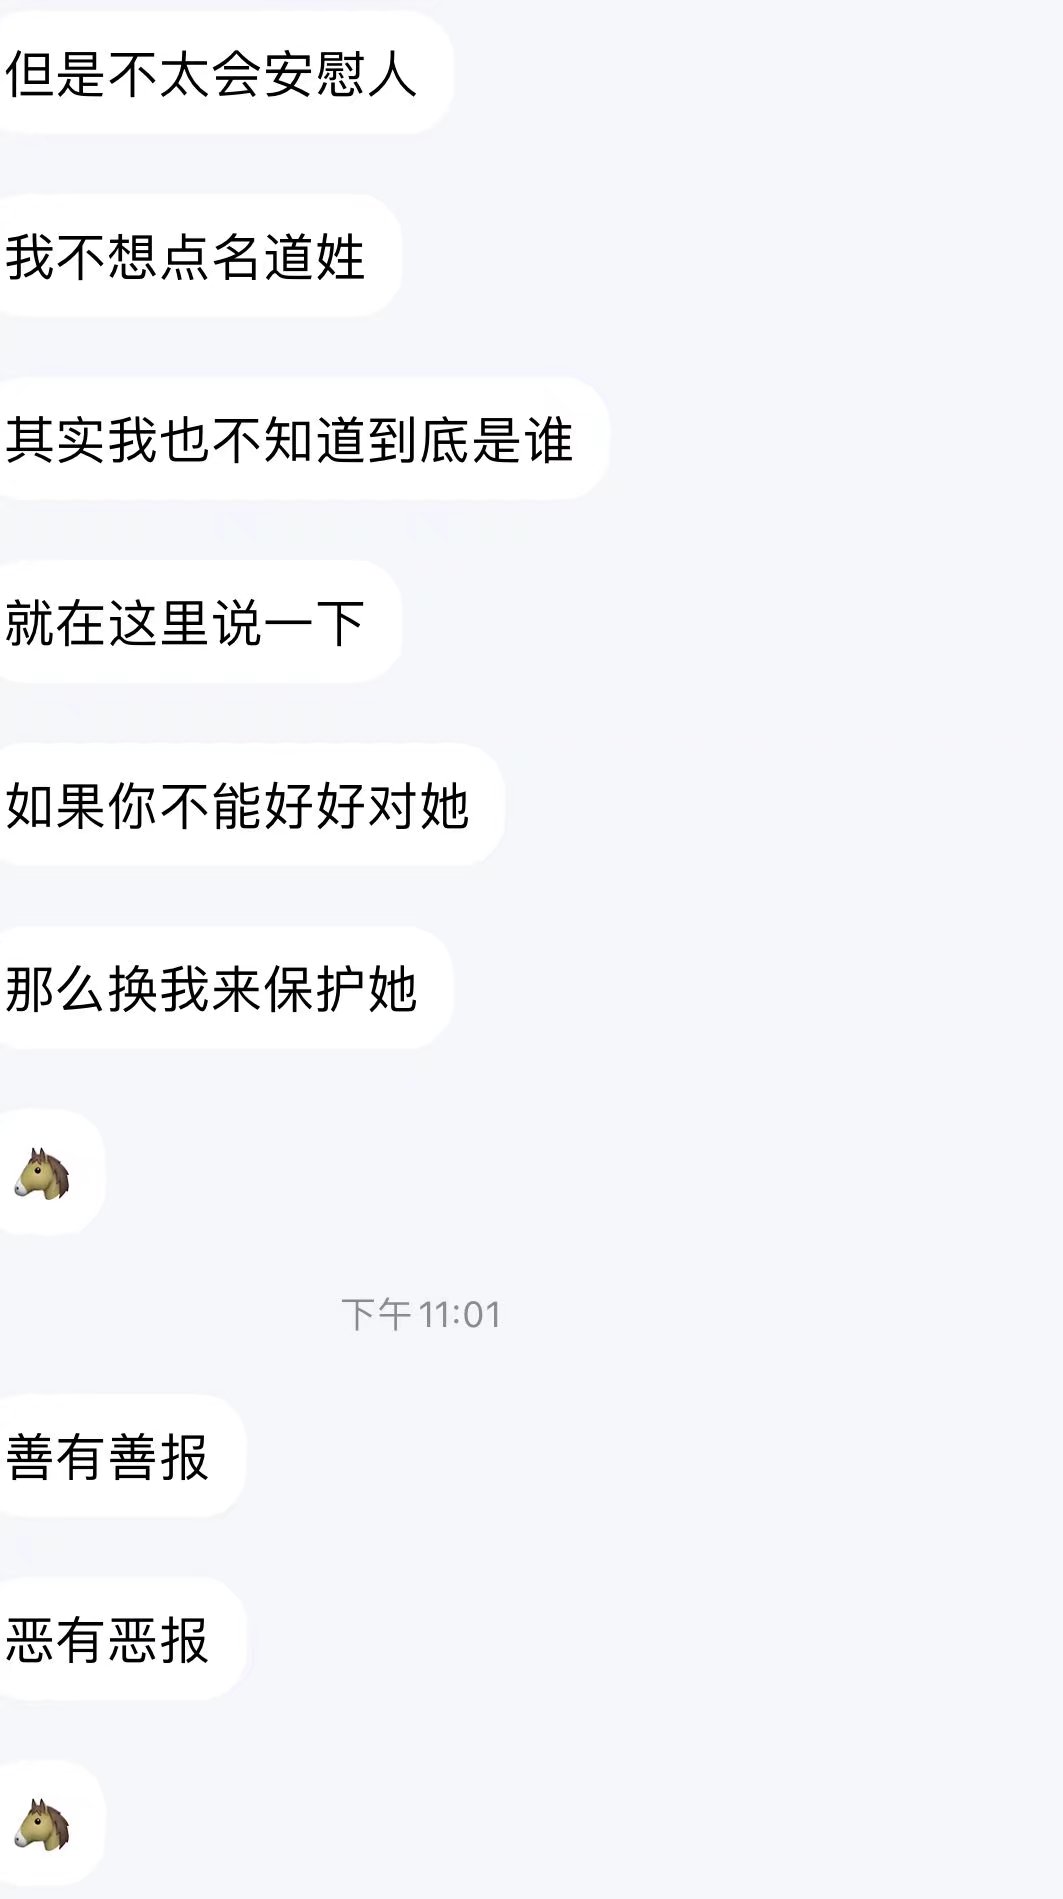 但是不太会安慰人
我不想点名道姓
其实我也不知道到底是谁
就在这里说一下
如果你不能好好对她
那么换我来保护她
🐴
下午11:01
善有善报
恶有恶报
🐴